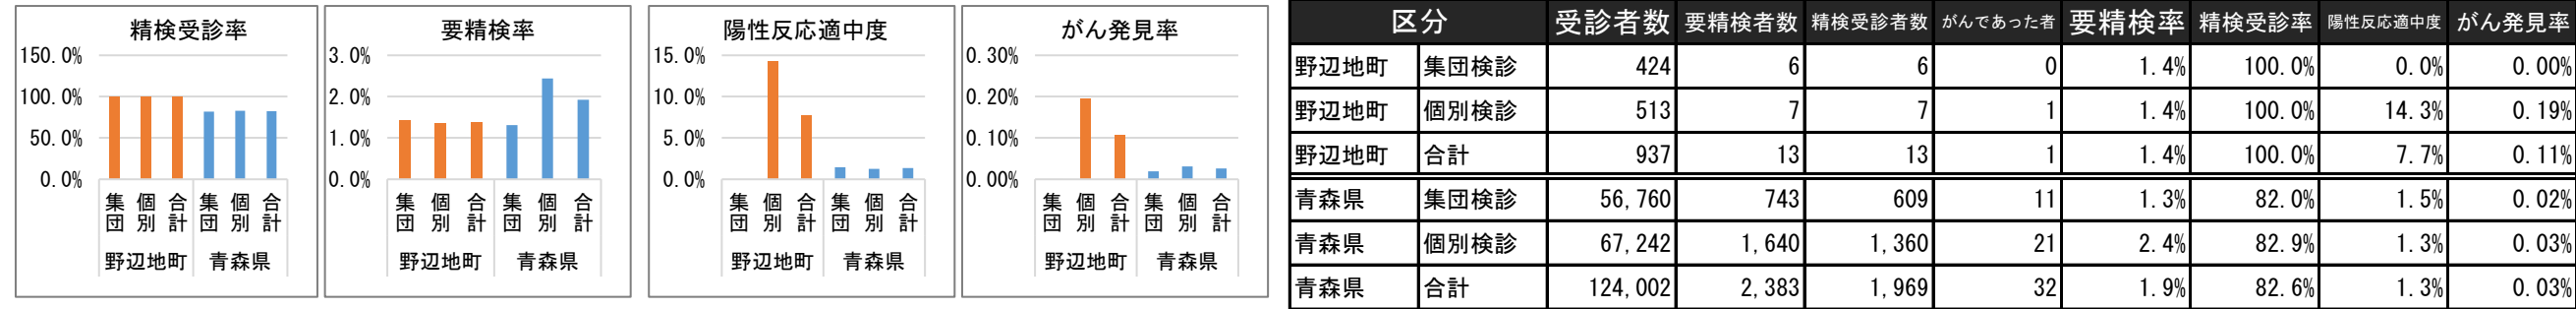 精検受診率
150.0%
100.0%
50.0%
0.0%
集団 個別 合計 集団 個別 合計
野辺地町 青森県
要精検率
3.0%
2.0%
1.0%
0.0%
集団 個別 合計 集団 個別 合計
野辺地町 青森県
陽性反応適中度
15.0%
10.0%
5.0%
0.0%
集団 個別 合計 集団 個別 合計
野辺地町 青森県
がん発見率
0.30%
0.20%
0.10%
0.00%
集団 個別 合計 集団 個別 合計
野辺地町 青森県
区分 受診者数 要精検者数 精検受診者数 がんであった者 要精検率 精検受診率 陽性反応適中度 がん発見率
野辺地町 集団検診 424 6 6 0 1.4% 100.0% 0.0% 0.00%
野辺地町 個別検診 513 7 7 1 1.4% 100.0% 14.3% 0.19%
野辺地町 合計 937 13 13 1 1.4% 100.0% 7.7% 0.11%
青森県 集団検診 56,760 743 609 11 1.3% 82.0% 1.5% 0.02%
青森県 個別検診 67,242 1,640 1,360 21 2.4% 82.9% 1.3% 0.03%
青森県 合計 124,002 2,383 1,969 32 1.9% 82.6% 1.3% 0.03%